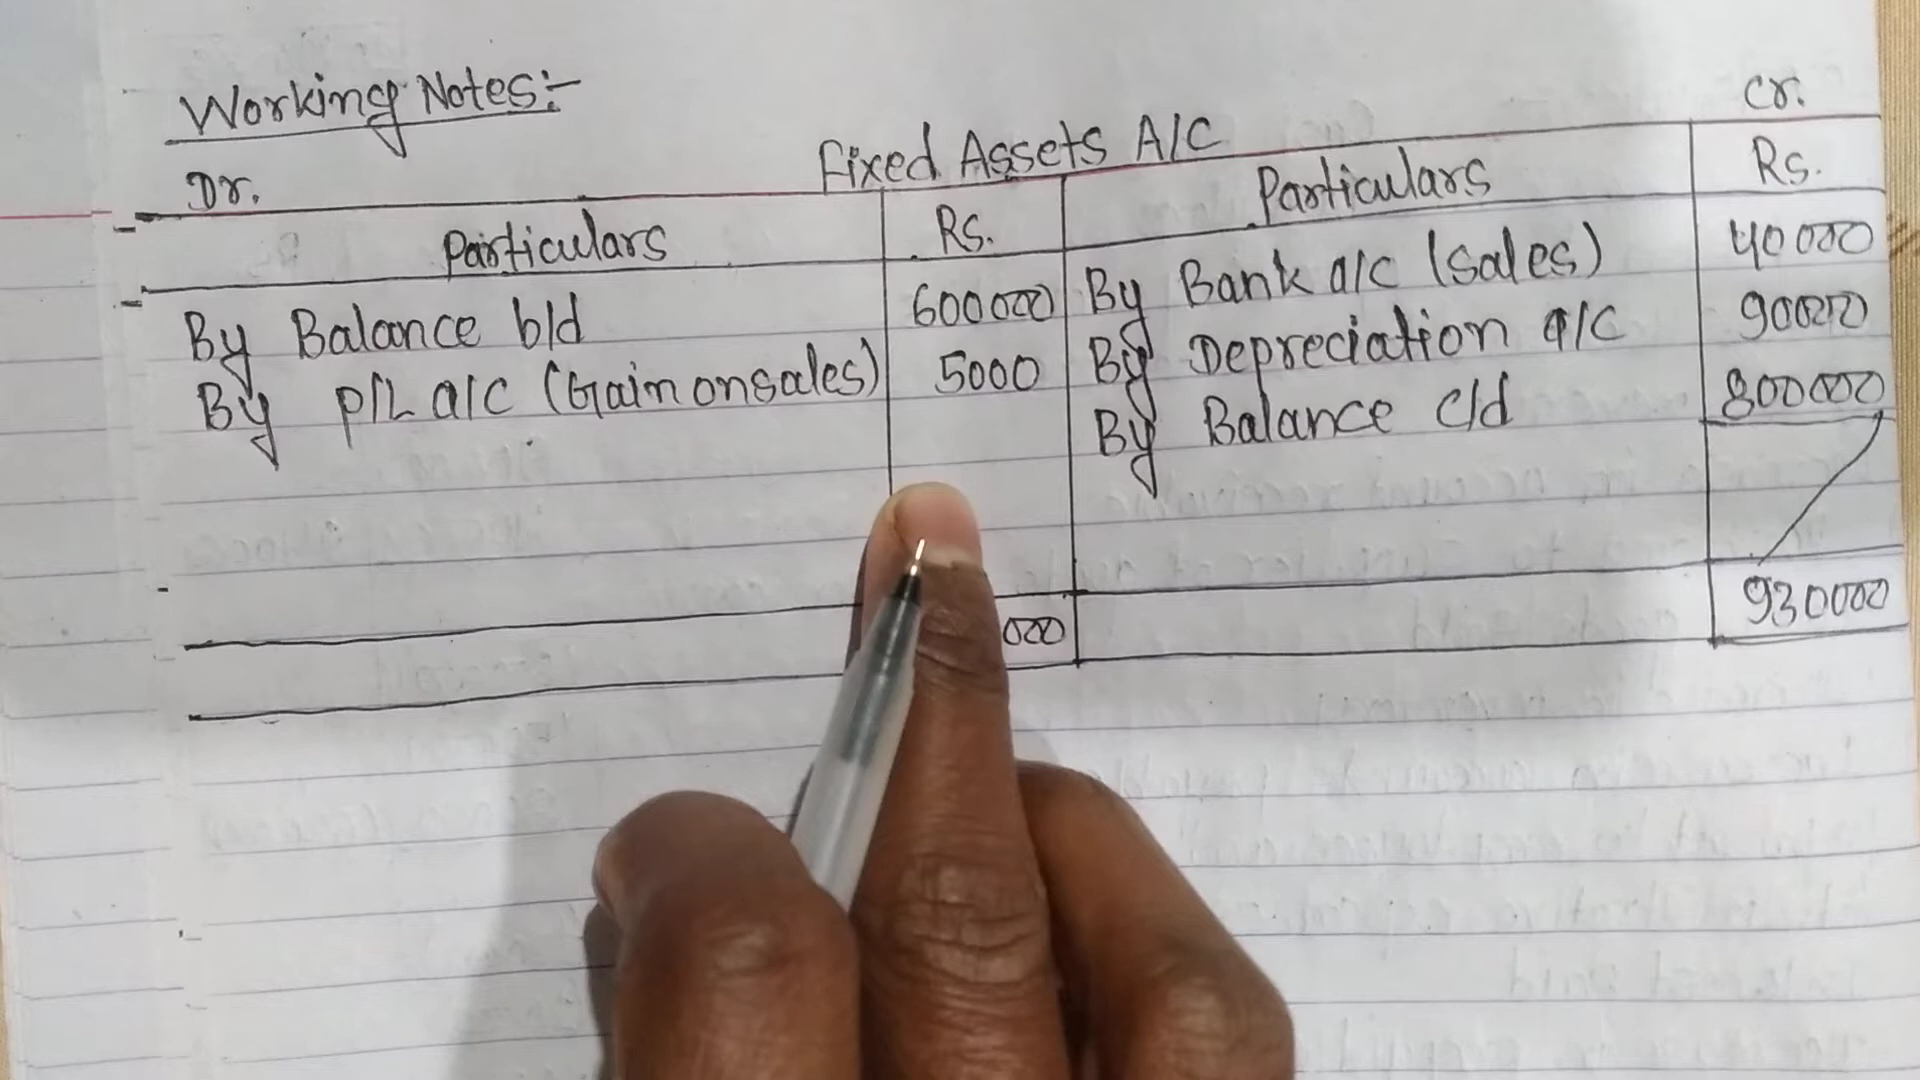 Working Notes:-
Dr. Fixed Assets A/C Cr.
Particulars Rs. Particulars Rs.
By Balance b/d 600000 By Bank a/c (sales) 40000
By P/L a/c (Gain on sales) 5000 By Depreciation a/c 90000
By Balance c/d 800000
000 930000